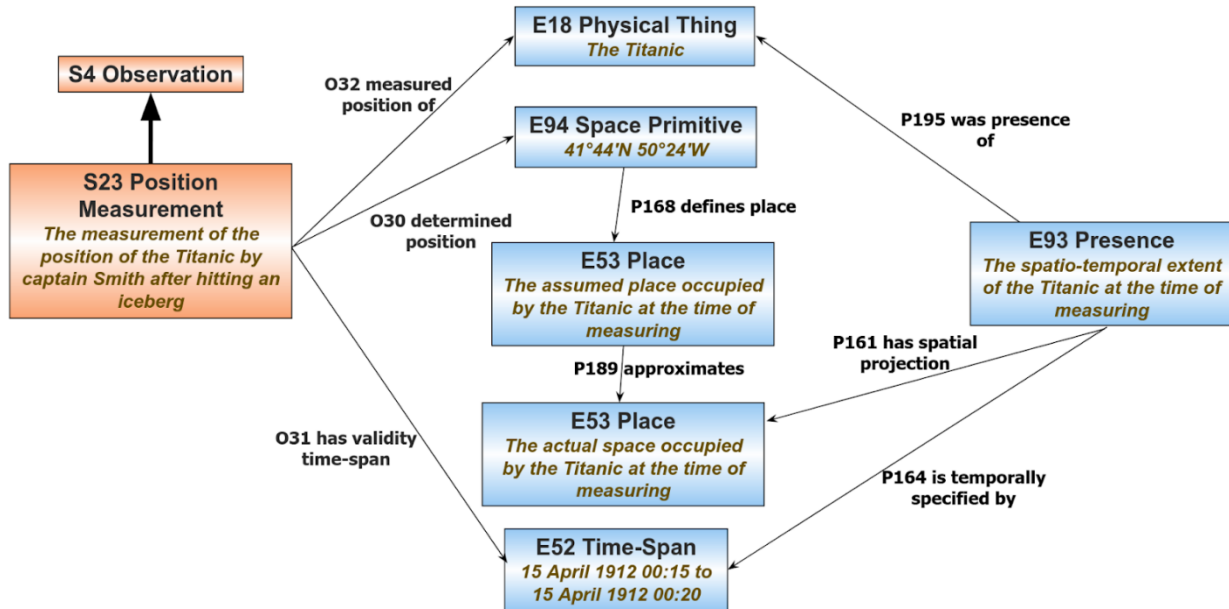 E18 Physical Thing
The Titanic
S4 Observation
O32 measured
position of
E94 Space Primitive
41°44'N 50°24'W
P195 was presence
of
S23 Position
Measurement
The measurement of the
position of the Titanic by
captain Smith after hitting an
iceberg
O30 determined
position
P168 defines place
E53 Place
The assumed place occupied
by the Titanic at the time of
measuring
E93 Presence
The spatio-temporal extent
of the Titanic at the time of
measuring
P189 approximates
P161 has spatial
projection
E53 Place
The actual space occupied
by the Titanic at the time of
measuring
O31 has validity
time-span
P164 is temporally
specified by
E52 Time-Span
15 April 1912 00:15 to
15 April 1912 00:20